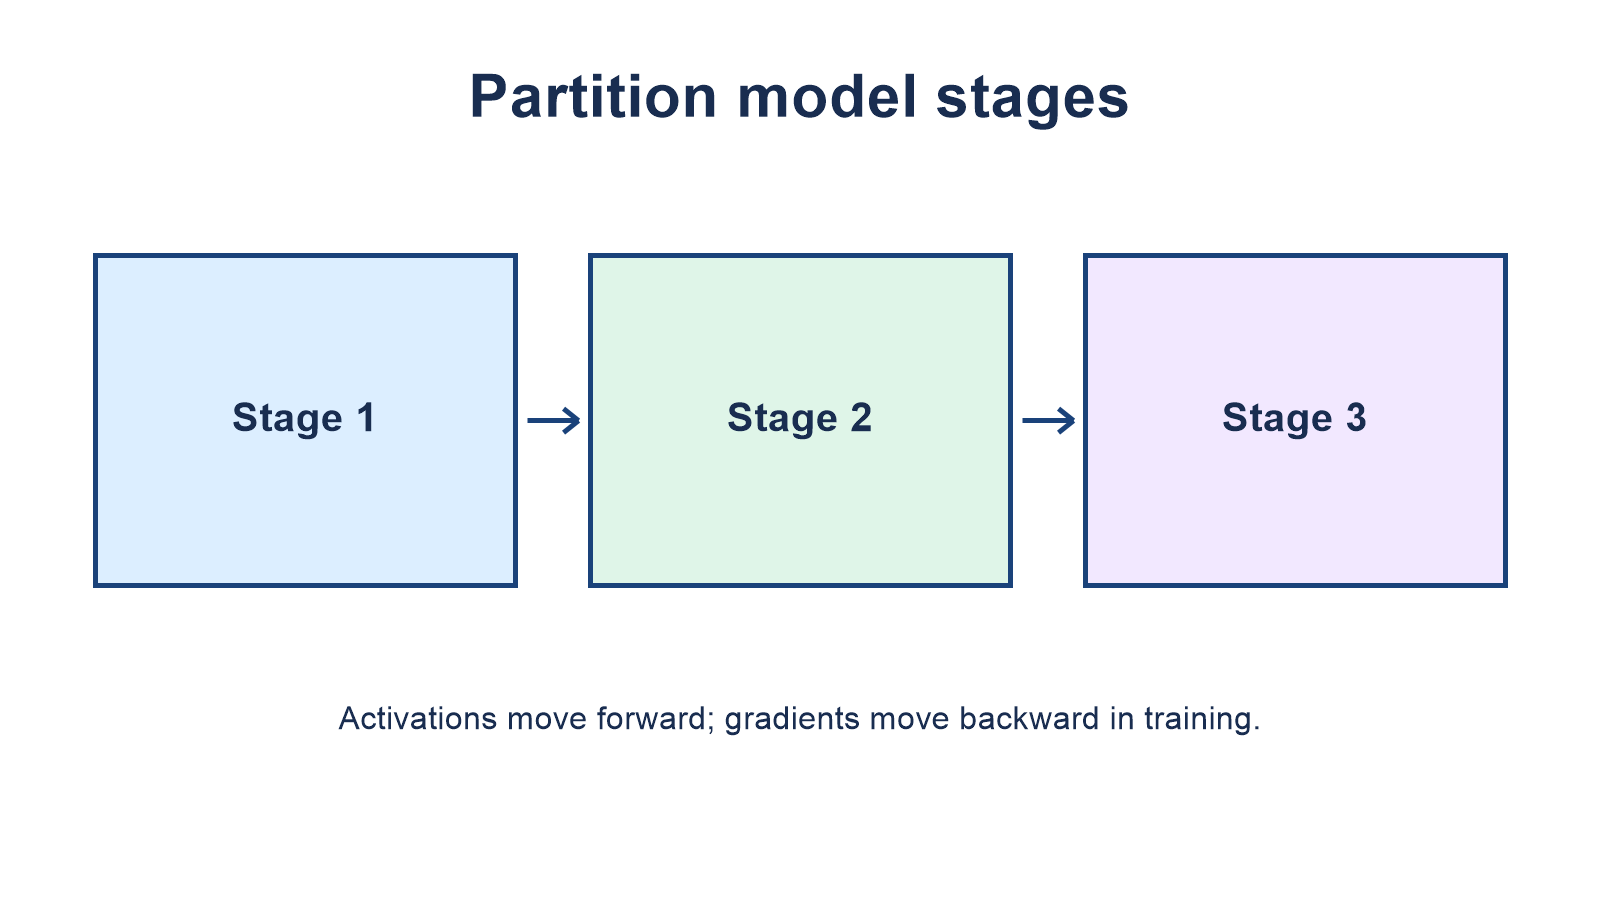 Partition model stages
Stage 1
Stage 2
Stage 3
Activations move forward; gradients move backward in training.